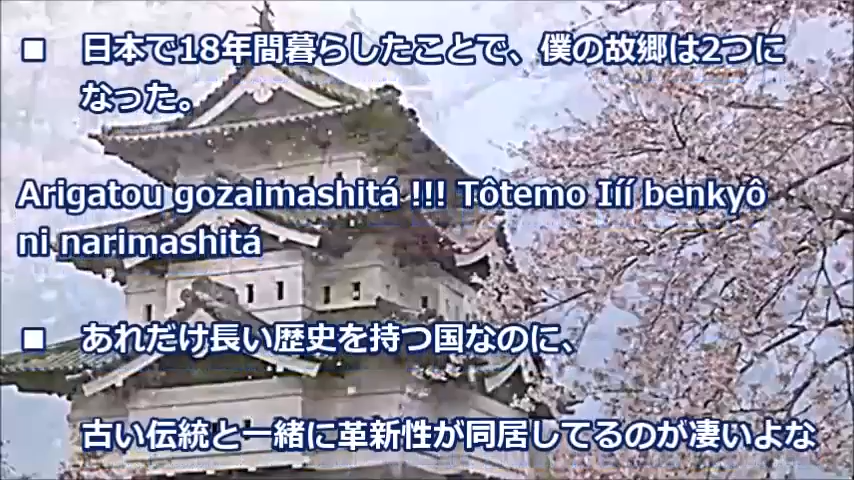 ■ 日本で18年間暮らしたことで、僕の故郷は2つに
なった。
Arigatou gozaimashitá !!! Tôtemo Iíí benkyô
ni narimashitá
■ あれだけ長い歴史を持つ国なのに、
古い伝統と一緒に革新性が同居してるのが凄いよな